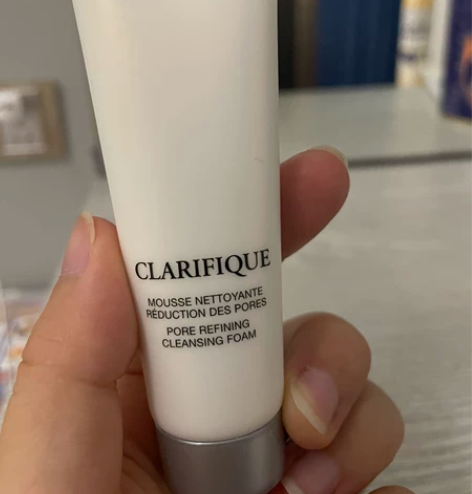 CLARIFIQUE
MOUSSE NETTOYANTE
RÉDUCTION DES PORES
PORE REFINING
CLEANSING FOAM